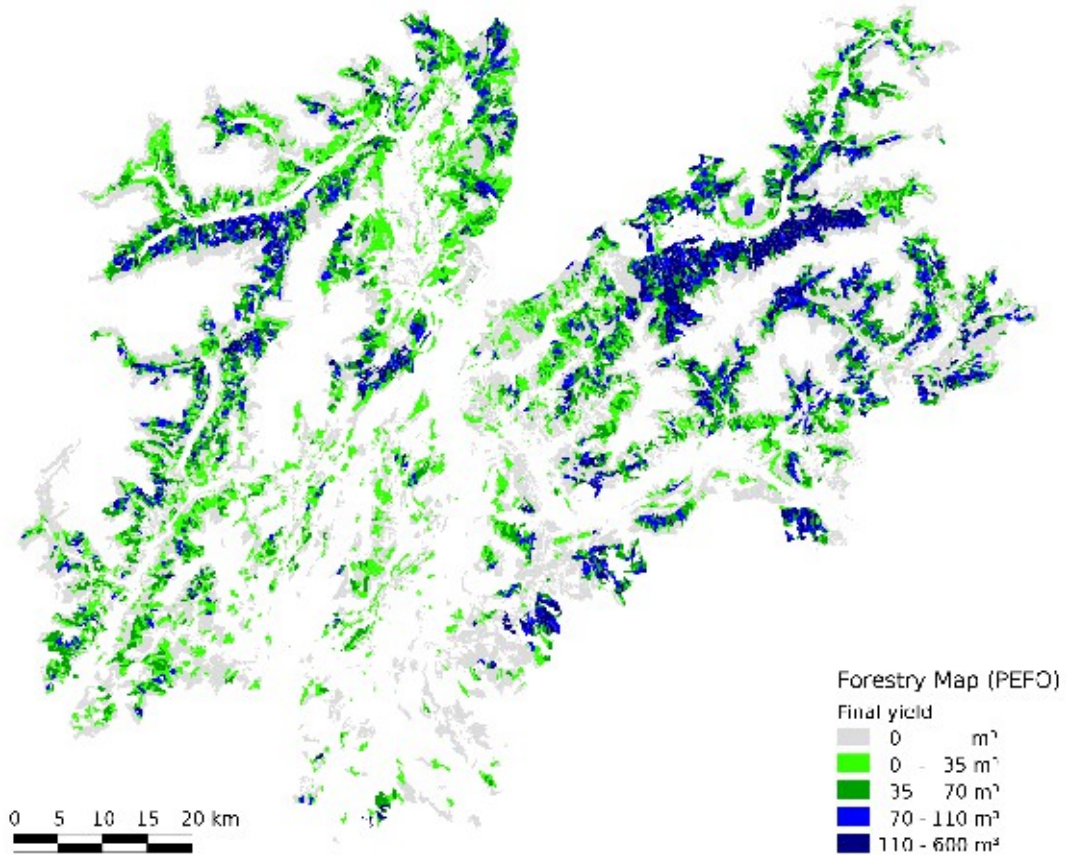 Forestry Map (PEFO)
Final yield
0 m³
0 - 35 m³
35 70 m³
70 - 110 m³
110 - 600 m³
0 5 10 15 20 km